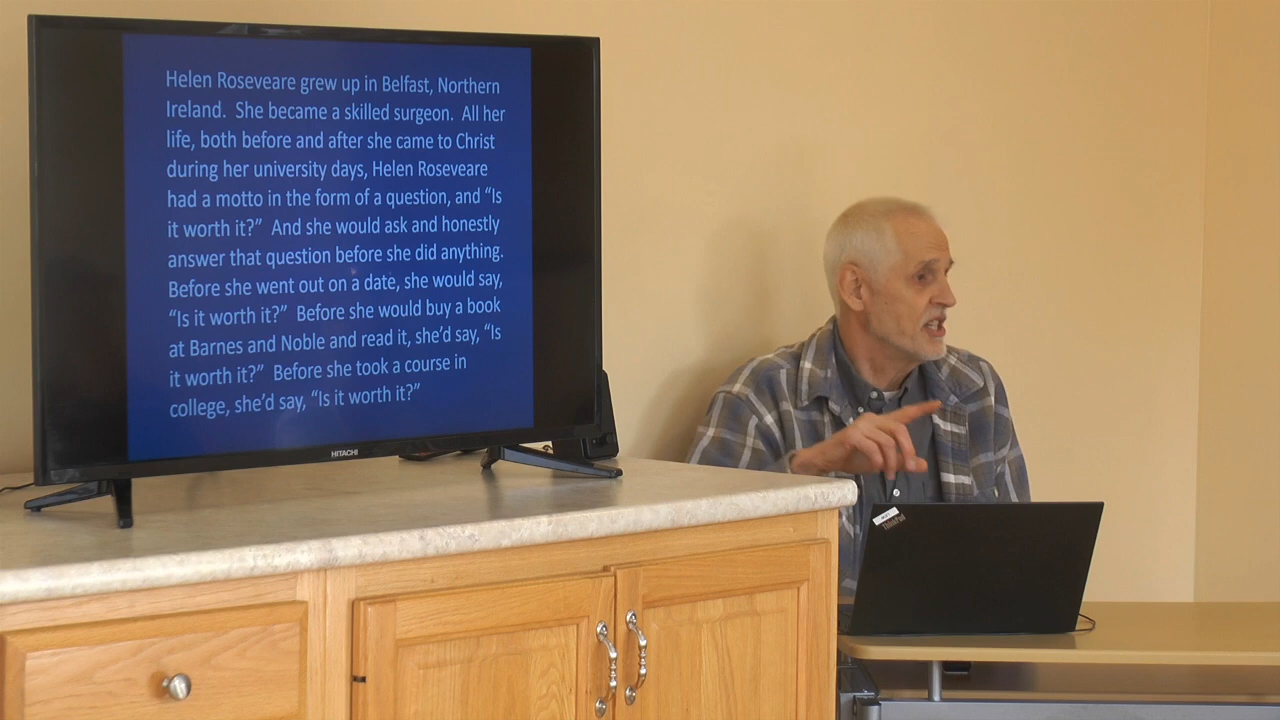 Helen Roseveare grew up in Belfast, Northern
Ireland.  She became a skilled surgeon.  All her
life, both before and after she came to Christ
during her university days, Helen Roseveare
had a motto in the form of a question, and “Is
it worth it?”  And she would ask and honestly
answer that question before she did anything.
Before she went out on a date, she would say,
“Is it worth it?”  Before she would buy a book
at Barnes and Noble and read it, she’d say, “Is
it worth it?”  Before she took a course in
college, she’d say, “Is it worth it?”
HITACHI
ThinkPad